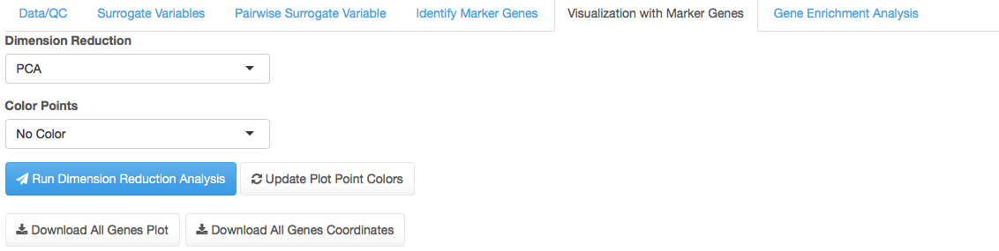 Data/QC Surrogate Variables Pairwise Surrogate Variable Identify Marker Genes Visualization with Marker Genes Gene Enrichment Analysis
Dimension Reduction
PCA
Color Points
No Color
Run Dimension Reduction Analysis Update Plot Point Colors
Download All Genes Plot Download All Genes Coordinates